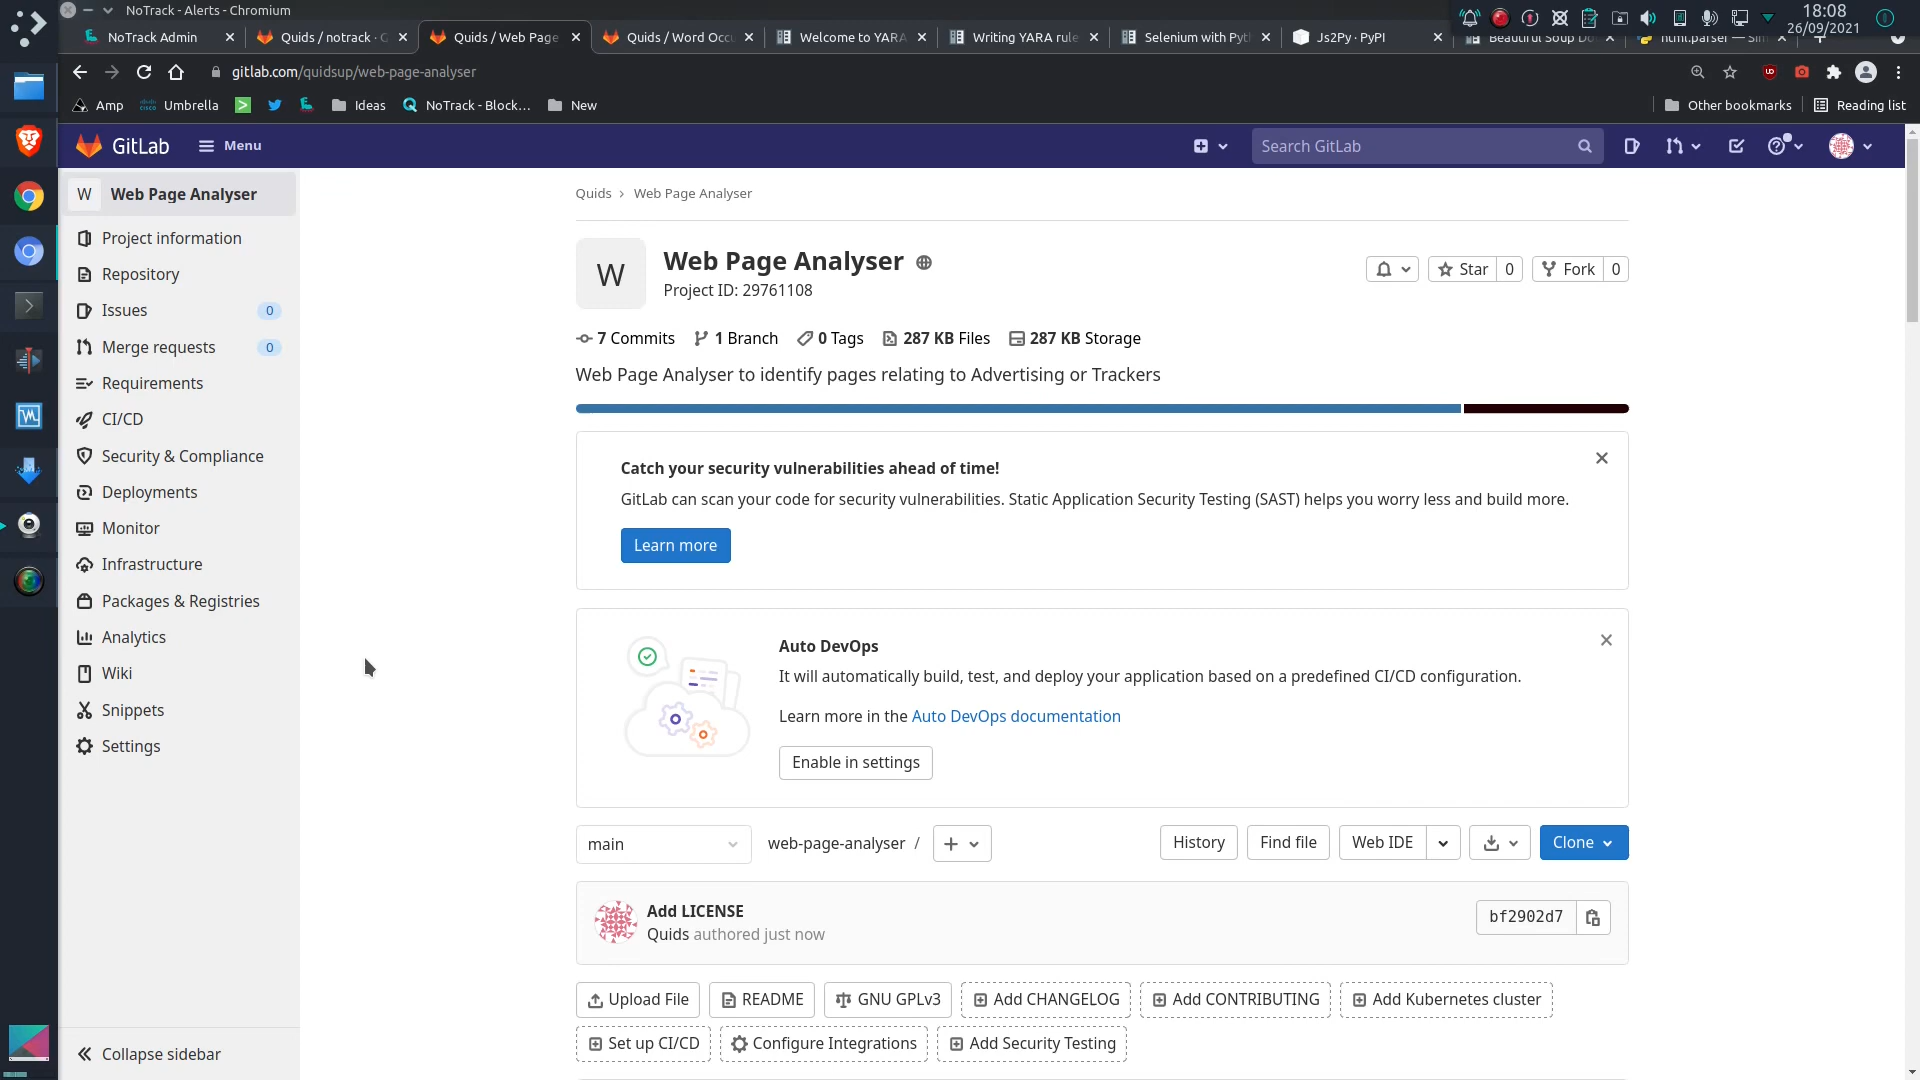 NoTrack - Alerts - Chromium
18:08
26/09/2021
NoTrack Admin
Quids / notrack · G
Quids / Web Page
Quids / Word Occu
Welcome to YARA
Writing YARA rule
Selenium with Pyth
Js2Py · PyPI
Beautiful Soup Do
html.parser — Sim
gitlab.com/quidsup/web-page-analyser
Amp
Umbrella
Ideas
NoTrack - Block...
New
Other bookmarks
Reading list
GitLab
Menu
Search GitLab
W
Web Page Analyser
Project information
Repository
Issues
0
Merge requests
0
Requirements
CI/CD
Security & Compliance
Deployments
Monitor
Infrastructure
Packages & Registries
Analytics
Wiki
Snippets
Settings
Collapse sidebar
Quids › Web Page Analyser
W
Web Page Analyser
Project ID: 29761108
Star 0
Fork 0
7 Commits
1 Branch
0 Tags
287 KB Files
287 KB Storage
Web Page Analyser to identify pages relating to Advertising or Trackers
Catch your security vulnerabilities ahead of time!
GitLab can scan your code for security vulnerabilities. Static Application Security Testing (SAST) helps you worry less and build more.
Learn more
Auto DevOps
It will automatically build, test, and deploy your application based on a predefined CI/CD configuration.
Learn more in the Auto DevOps documentation
Enable in settings
main
web-page-analyser /
History
Find file
Web IDE
Clone
Add LICENSE
Quids authored just now
bf2902d7
Upload File
README
GNU GPLv3
Add CHANGELOG
Add CONTRIBUTING
Add Kubernetes cluster
Set up CI/CD
Configure Integrations
Add Security Testing